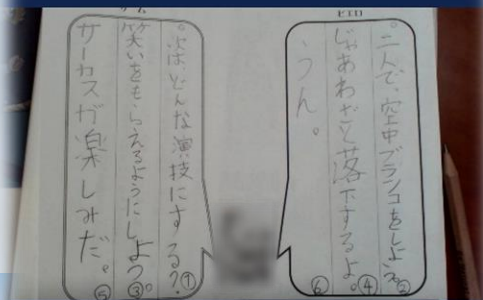 ピエロ
。二人で、空中ブランコをしよう②
じゃあわざと落下するよ。④
うん。⑥
。次はどんな演技にする？①
笑いをもらえるようにしよう。③
サーカスが楽しみだ。⑤